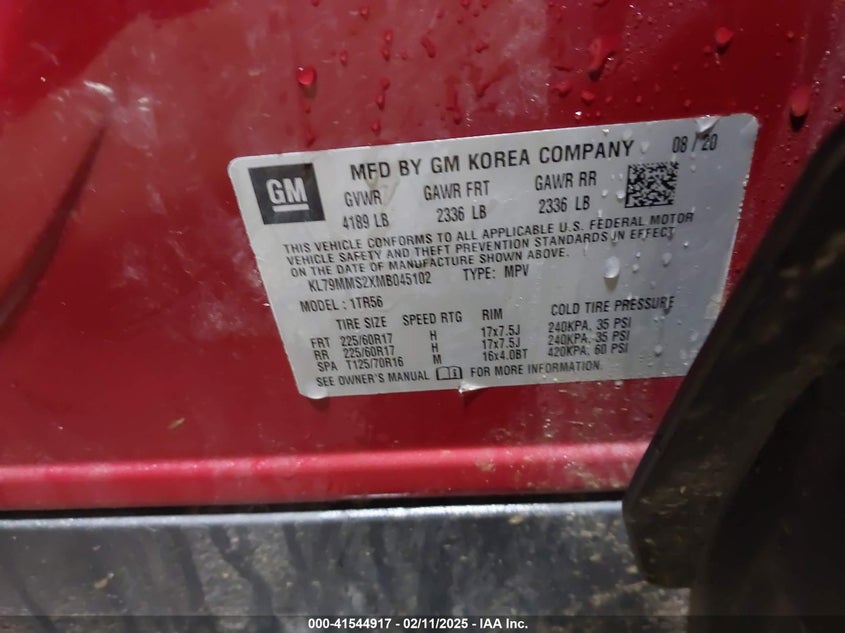 GM
MFD BY GM KOREA COMPANY 08 / 20
GVWR GAWR FRT GAWR RR
4189 LB 2336 LB 2336 LB
THIS VEHICLE CONFORMS TO ALL APPLICABLE U.S. FEDERAL MOTOR
VEHICLE SAFETY AND THEFT PREVENTION STANDARDS IN EFFECT
ON THE DATE OF MANUFACTURE SHOWN ABOVE.
KL79MMS2XMB045102 TYPE: MPV
MODEL : 1TR56
TIRE SIZE SPEED RTG RIM COLD TIRE PRESSURE
FRT 225/60R17 H 17x7.5J 240KPA, 35 PSI
RR 225/60R17 H 17x7.5J 240KPA, 35 PSI
SPA T125/70R16 M 16x4.0BT 420KPA, 60 PSI
SEE OWNER'S MANUAL FOR MORE INFORMATION.
000-41544917 - 02/11/2025 - IAA Inc.